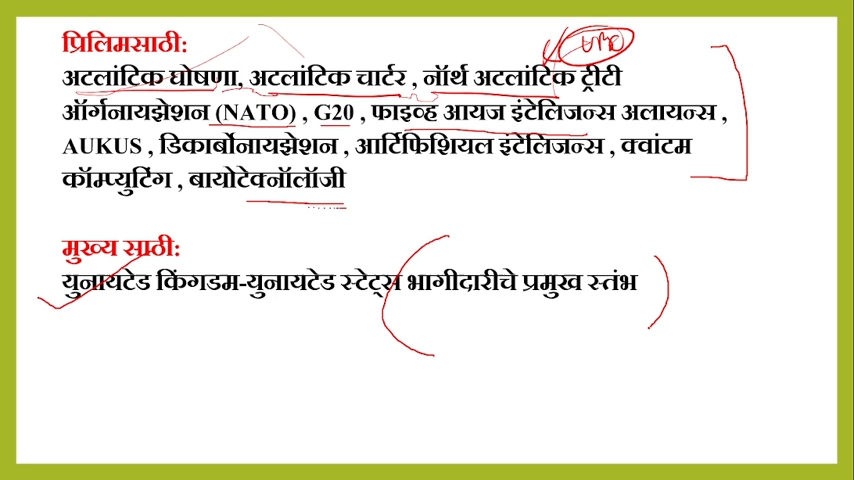 प्रिलिमसाठी:
अटलांटिक घोषणा, अटलांटिक चार्टर , नॉर्थ अटलांटिक ट्रीटी
ऑर्गनायझेशन (NATO) , G20 , फाइव्ह आयज इंटेलिजन्स अलायन्स ,
AUKUS , डिकार्बोनायझेशन , आर्टिफिशियल इंटेलिजन्स , क्वांटम
कॉम्प्युटिंग , बायोटेक्नॉलॉजी
मुख्य साठी:
युनायटेड किंगडम-युनायटेड स्टेट्स भागीदारीचे प्रमुख स्तंभ